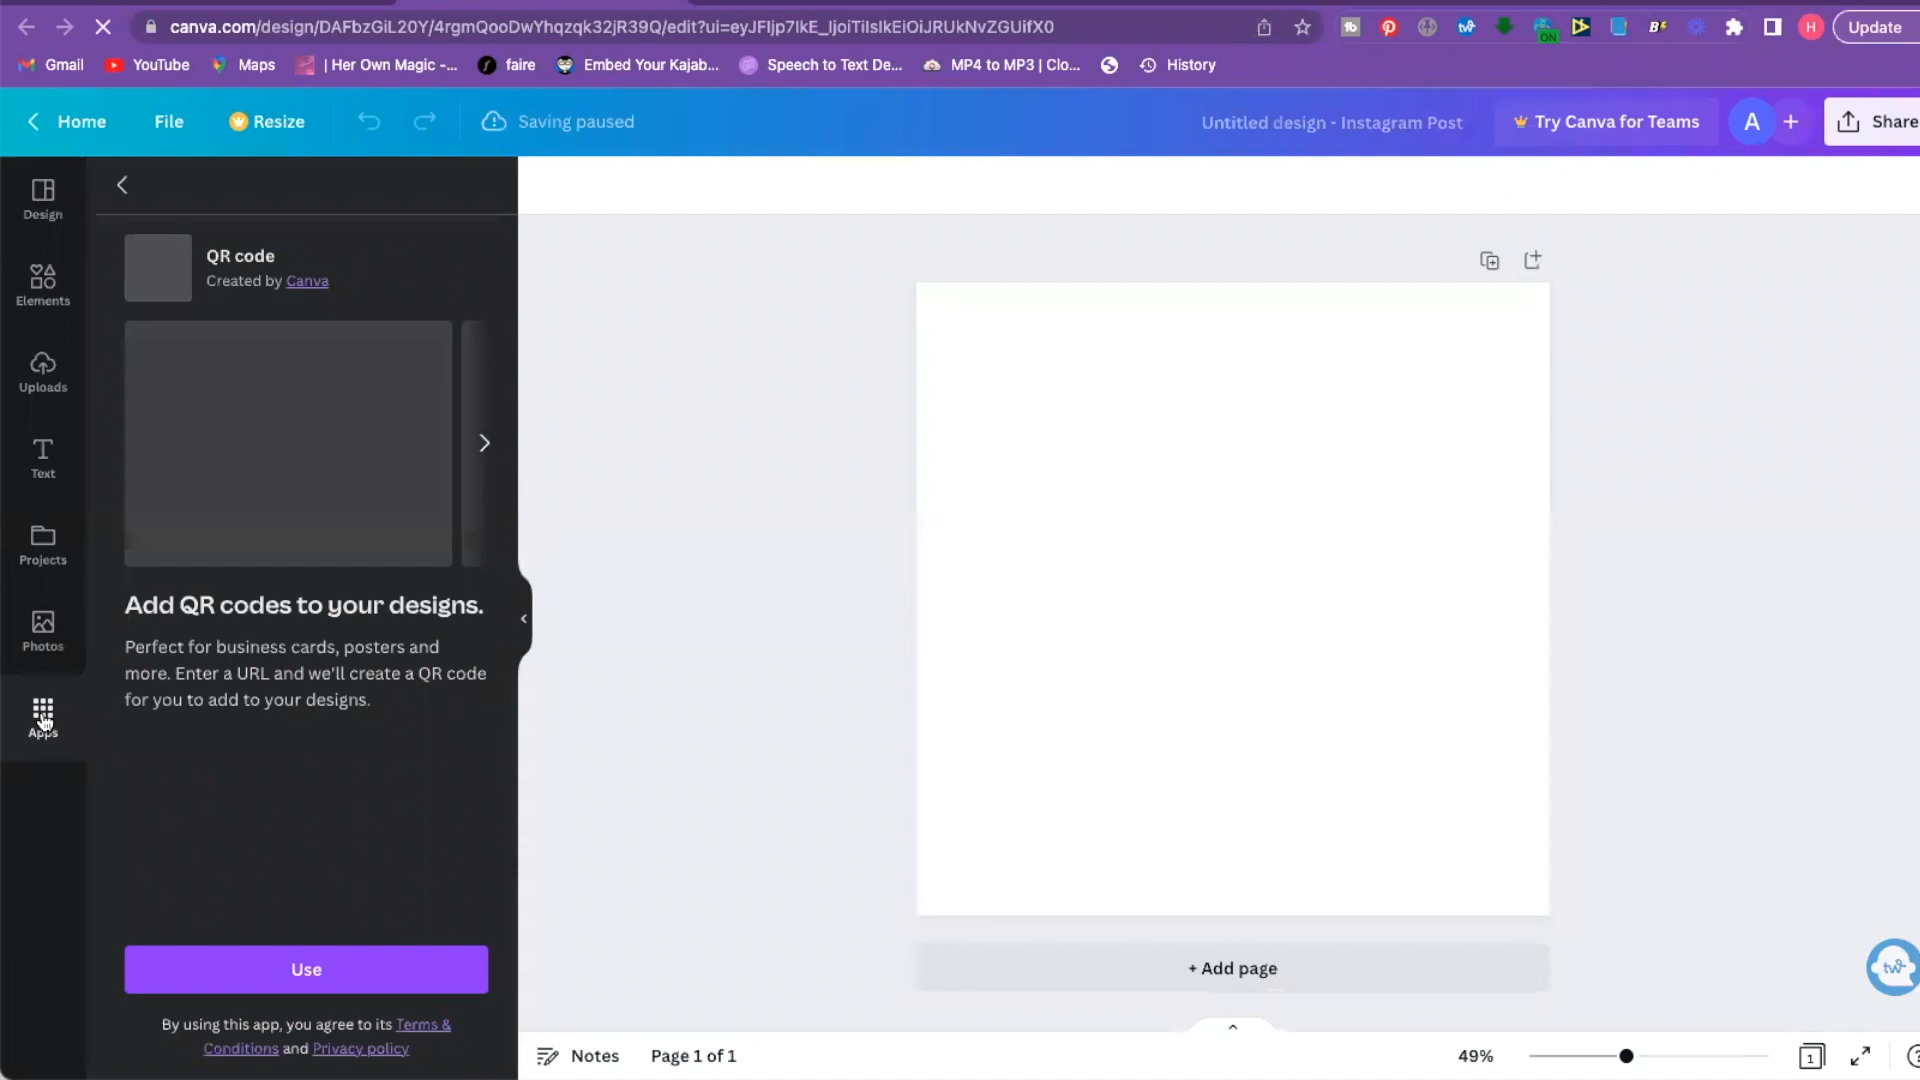 canva.com/design/DAFbzGiL20Y/4rgmQooDwYhqzqk32jR39Q/edit?ui=eyJFIjp7IkE_IjoiTiIsIkEiOiJRUkNvZGUifX0
ON
H
Update
Gmail YouTube Maps | Her Own Magic -... faire Embed Your Kajab... Speech to Text De... MP4 to MP3 | Clo... History
Home File Resize Saving paused Untitled design - Instagram Post Try Canva for Teams A + Share
Design
Elements
Uploads
Text
Projects
Photos
Apps
QR code
Created by Canva
Add QR codes to your designs.
Perfect for business cards, posters and
more. Enter a URL and we'll create a QR code
for you to add to your designs.
Use
By using this app, you agree to its Terms &
Conditions and Privacy policy
+ Add page
Notes Page 1 of 1 49% 1